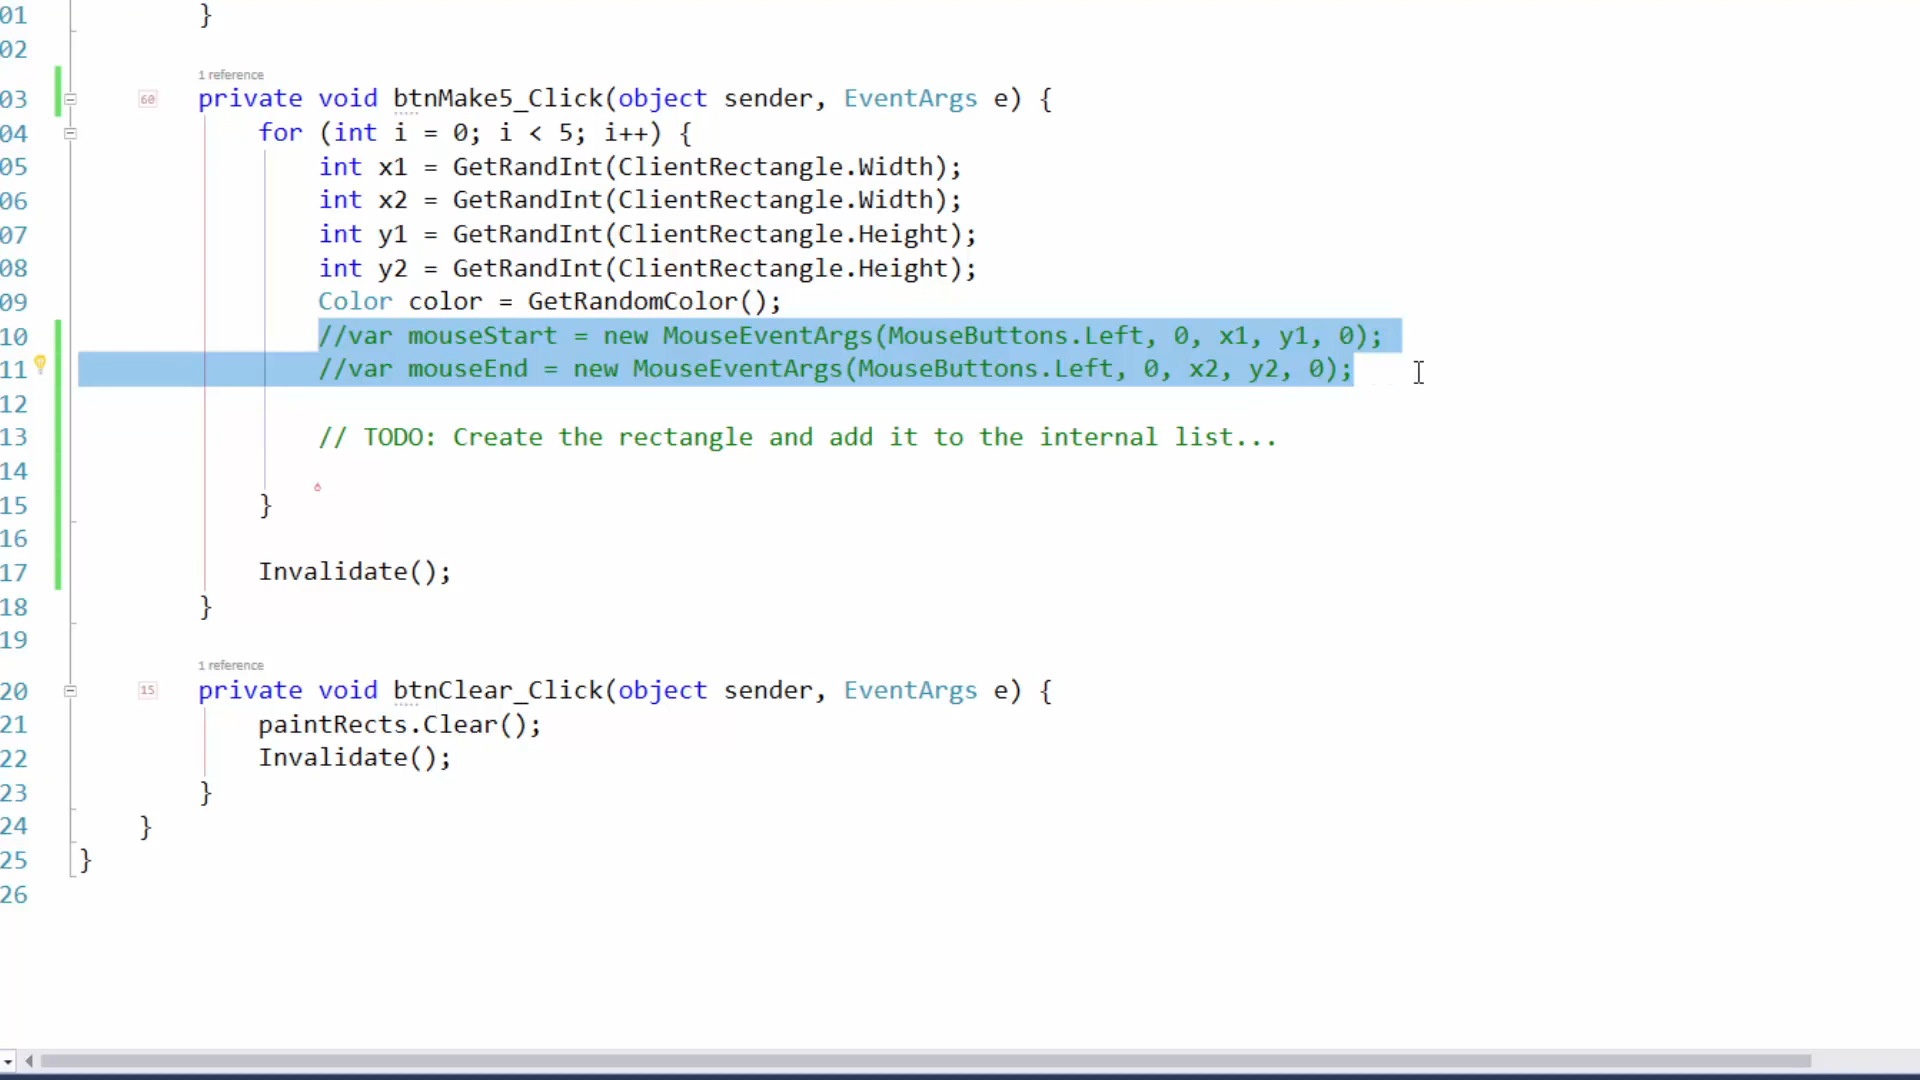 01 }
02
1 reference
03 60 private void btnMake5_Click(object sender, EventArgs e) {
04 for (int i = 0; i < 5; i++) {
05 int x1 = GetRandInt(ClientRectangle.Width);
06 int x2 = GetRandInt(ClientRectangle.Width);
07 int y1 = GetRandInt(ClientRectangle.Height);
08 int y2 = GetRandInt(ClientRectangle.Height);
09 Color color = GetRandomColor();
10 //var mouseStart = new MouseEventArgs(MouseButtons.Left, 0, x1, y1, 0);
11 //var mouseEnd = new MouseEventArgs(MouseButtons.Left, 0, x2, y2, 0);
12
13 // TODO: Create the rectangle and add it to the internal list...
14
15 }
16
17 Invalidate();
18 }
19
1 reference
20 15 private void btnClear_Click(object sender, EventArgs e) {
21 paintRects.Clear();
22 Invalidate();
23 }
24 }
25 }
26